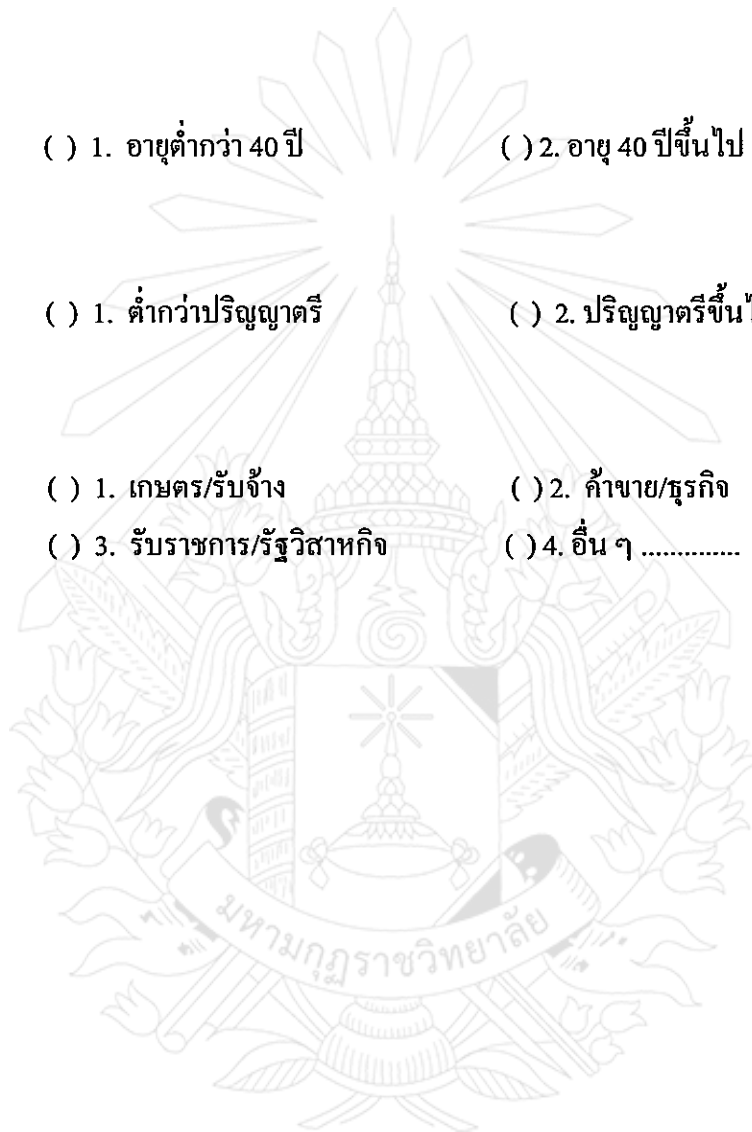 ( ) 1. อายุต่ำกว่า 40 ปี ( ) 2. อายุ 40 ปีขึ้นไป
( ) 1. ต่ำกว่าปริญญาตรี ( ) 2. ปริญญาตรีขึ้น
( ) 1. เกษตร/รับจ้าง ( ) 2. ค้าขาย/ธุรกิจ
( ) 3. รับราชการ/รัฐวิสาหกิจ ( ) 4. อื่น ๆ ..............
มหามกุฏราชวิทยาลัย